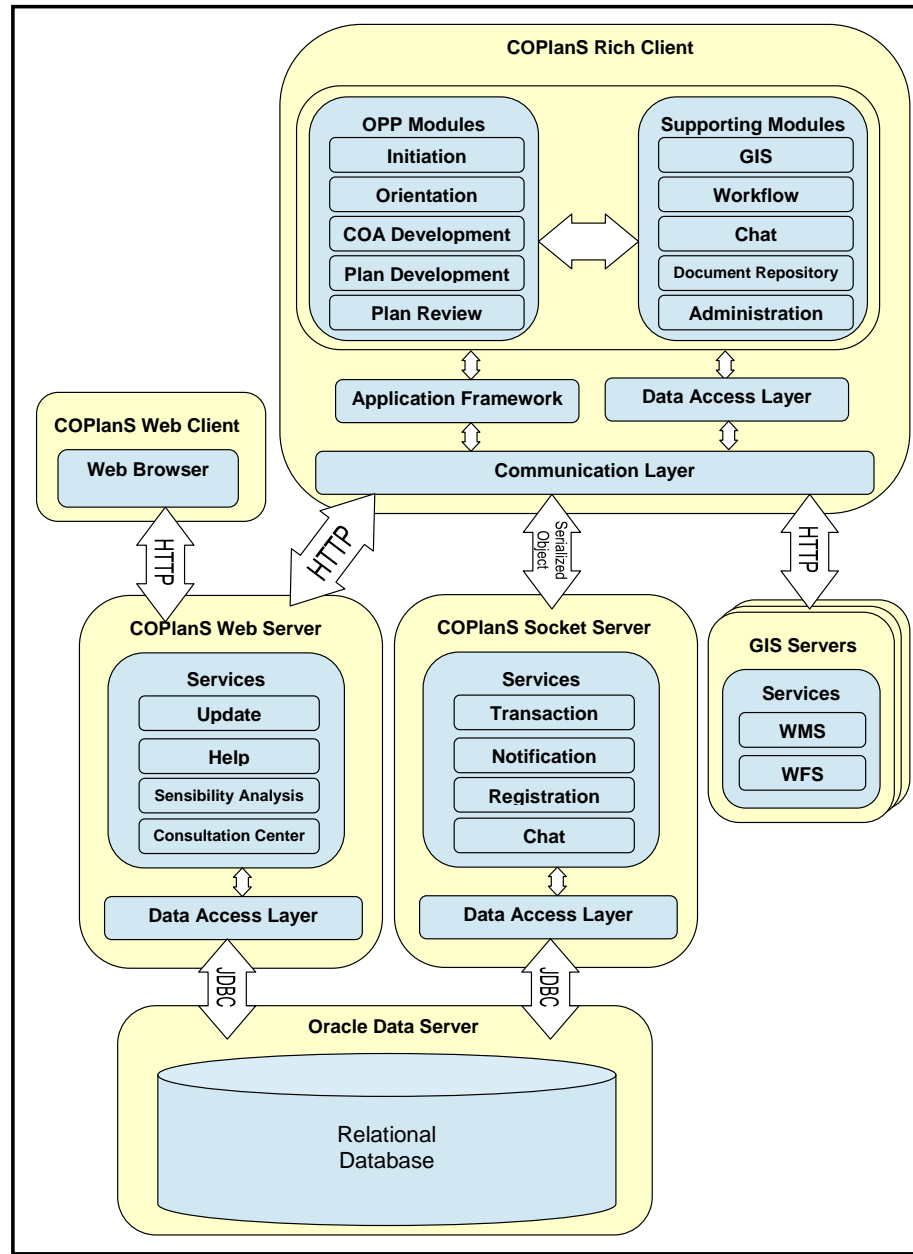 COPlanS Rich Client
OPP Modules
Initiation
Orientation
COA Development
Plan Development
Plan Review
Supporting Modules
GIS
Workflow
Chat
Document Repository
Administration
Application Framework
Data Access Layer
Communication Layer
COPlanS Web Client
Web Browser
HTTP
HTTP
Serialized
Object
HTTP
COPlanS Web Server
Services
Update
Help
Sensibility Analysis
Consultation Center
Data Access Layer
COPlanS Socket Server
Services
Transaction
Notification
Registration
Chat
Data Access Layer
GIS Servers
Services
WMS
WFS
JDBC
JDBC
Oracle Data Server
Relational
Database